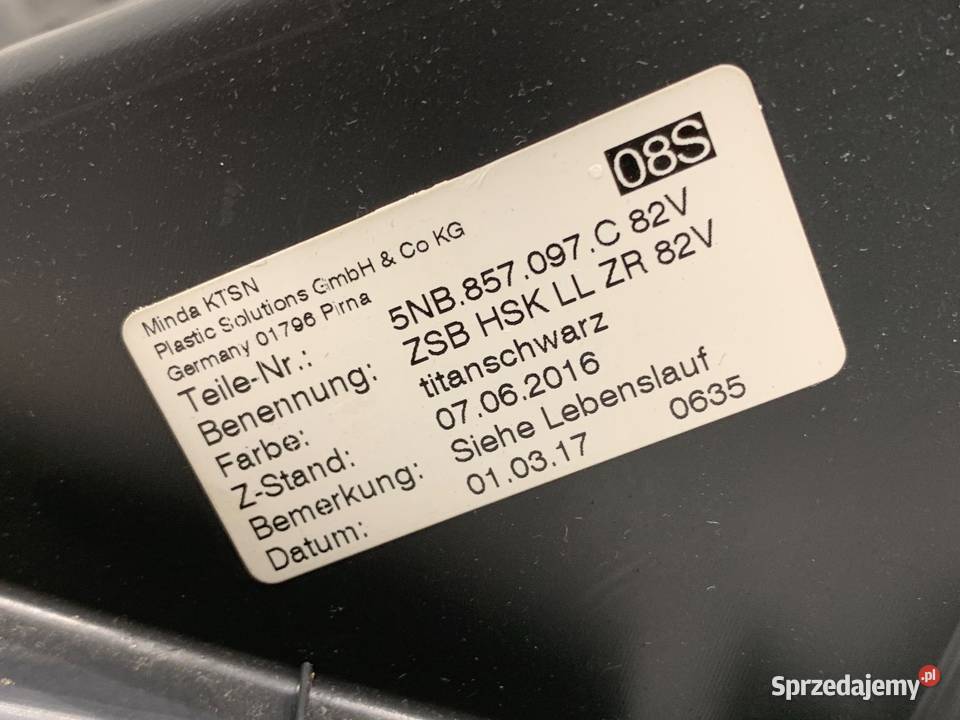 08S
Minda KTSN
Plastic Solutions GmbH & Co KG
Germany 01796 Pirna
Teile-Nr.: 5NB.857.097.C 82V
Benennung: ZSB HSK LL ZR 82V
Farbe: titanschwarz
Z-Stand: 07.06.2016
Bemerkung: Siehe Lebenslauf
Datum: 01.03.17 0635
Sprzedajemy.pl